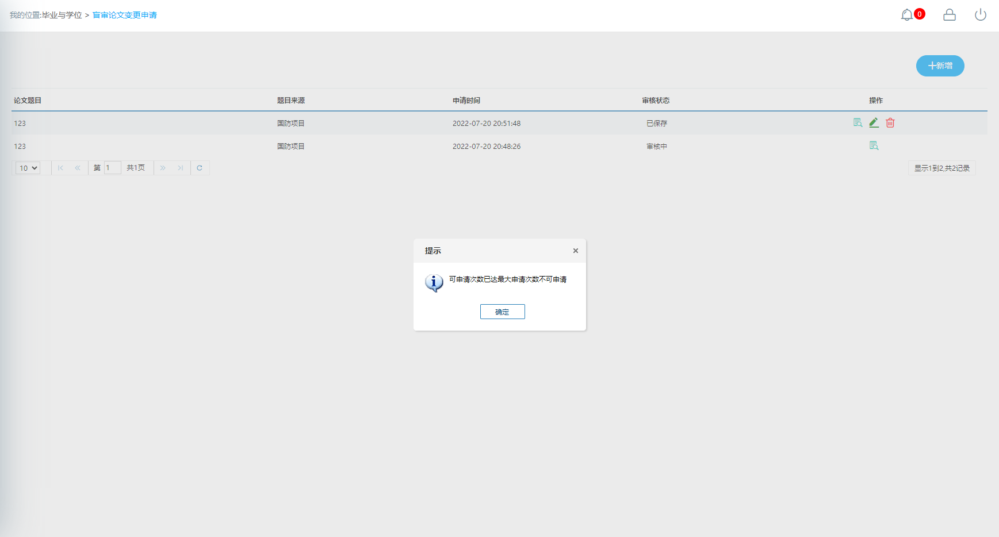 我的位置:毕业与学位 > 盲审论文变更申请
0
新增
论文题目 题目来源 申请时间 审核状态 操作
123 国防项目 2022-07-20 20:51:48 已保存
123 国防项目 2022-07-20 20:48:26 审核中
10 第 1 共1页 显示1到2,共2记录
提示
可申请次数已达最大申请次数不可申请
确定